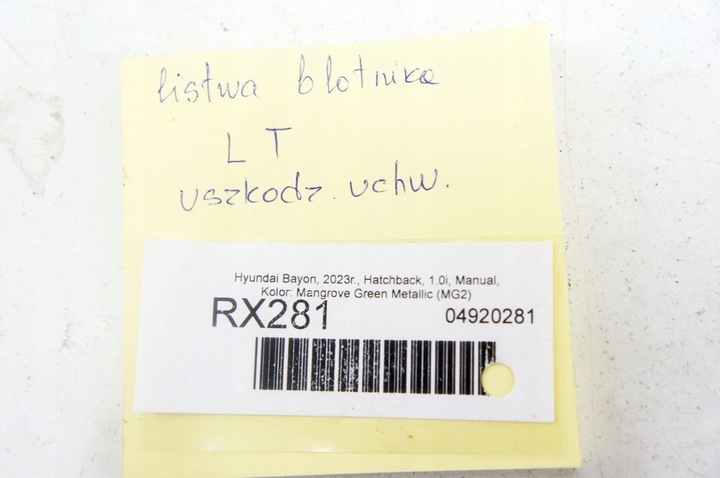 listwa błotnika
L T
uszkodz. uchw.
Hyundai Bayon, 2023r., Hatchback, 1.0i, Manual,
Kolor: Mangrove Green Metallic (MG2)
RX281 04920281